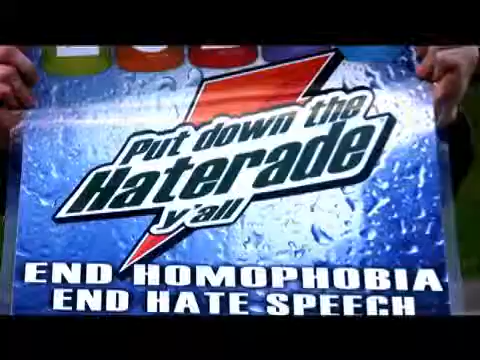 Put down the
Haterade
y'all
END HOMOPHOBIA
END HATE SPEECH